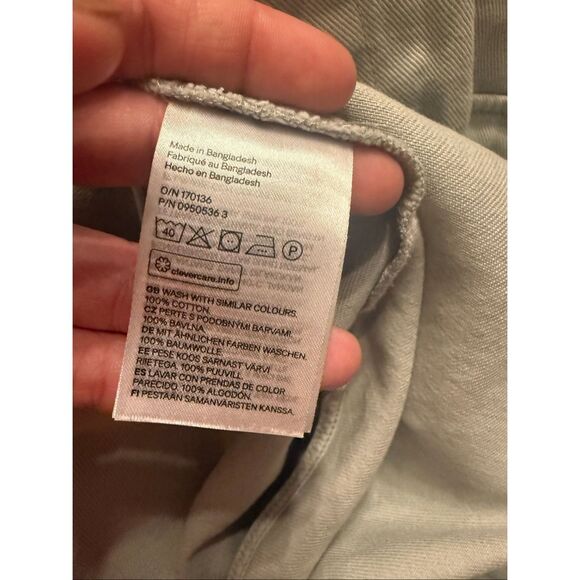 Made in Bangladesh
Fabriqué au Bangladesh
Hecho en Bangladesh
O/N 170136
P/N 0950536 3
40 P
clevercare.info
GB WASH WITH SIMILAR COLOURS.
100% COTTON.
CZ PERTE S PODOBNÝMI BARVAMI.
100% BAVLNA.
DE MIT ÄHNLICHEN FARBEN WASCHEN.
100% BAUMWOLLE.
EE PESE KOOS SARNAST VÄRVI
RIIETEGA. 100% PUUVILL
ES LAVAR CON PRENDAS DE COLOR
PARECIDO. 100% ALGODÓN.
FI PESTÄÄN SAMANVÄRISTEN KANSSA.